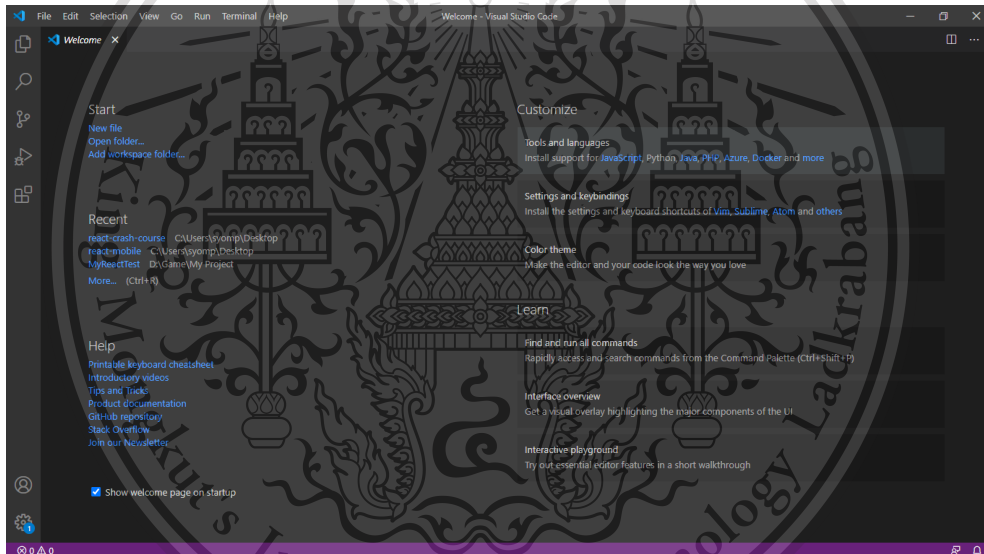 File Edit Selection View Go Run Terminal Help
Welcome - Visual Studio Code
Welcome
Start
New file
Open folder...
Add workspace folder...
Recent
react-crash-course C:\Users\syomp\Desktop
react-mobile C:\Users\syomp\Desktop
MyReactTest D:\Game\My Project
More... (Ctrl+R)
Help
Printable keyboard cheatsheet
Introductory videos
Tips and Tricks
Product documentation
GitHub repository
Stack Overflow
Join our Newsletter
Show welcome page on startup
Customize
Tools and languages
Install support for JavaScript, Python, Java, PHP, Azure, Docker and more
Settings and keybindings
Install the settings and keyboard shortcuts of Vim, Sublime, Atom and others
Color theme
Make the editor and your code look the way you love
Learn
Find and run all commands
Rapidly access and search commands from the Command Palette (Ctrl+Shift+P)
Interface overview
Get a visual overlay highlighting the major components of the UI
Interactive playground
Try out essential editor features in a short walkthrough
1
0 0
King Mongkut's Ladkrabang